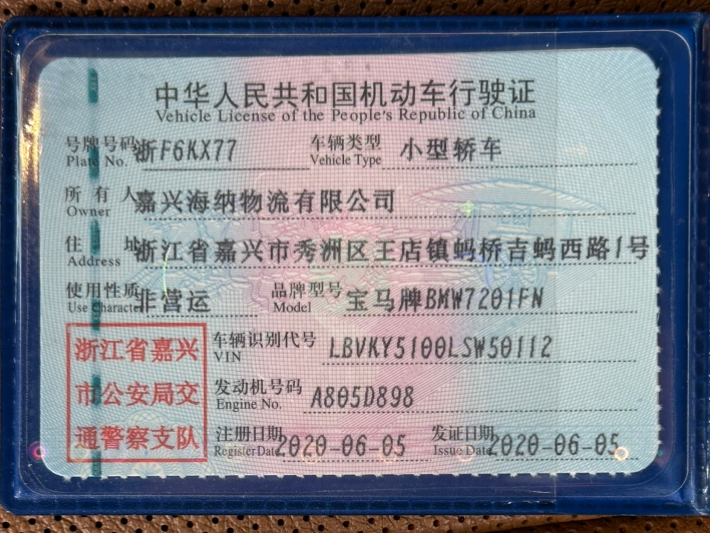 中华人民共和国机动车行驶证
Vehicle License of the People's Republic of China
号牌号码 浙F6KX77 车辆类型 小型轿车
Plate No. Vehicle Type
所有人 嘉兴海纳物流有限公司
Owner
住址 浙江省嘉兴市秀洲区王店镇蚂桥吉蚂西路1号
Address
使用性质 非营运 品牌型号 宝马牌BMW7201FN
Use Character Model
浙江省嘉兴
市公安局交
通警察支队
车辆识别代号 LBVKY5100LSW50112
VIN
发动机号码 A805D898
Engine No.
注册日期 2020-06-05 发证日期 2020-06-05
Register Date Issue Date